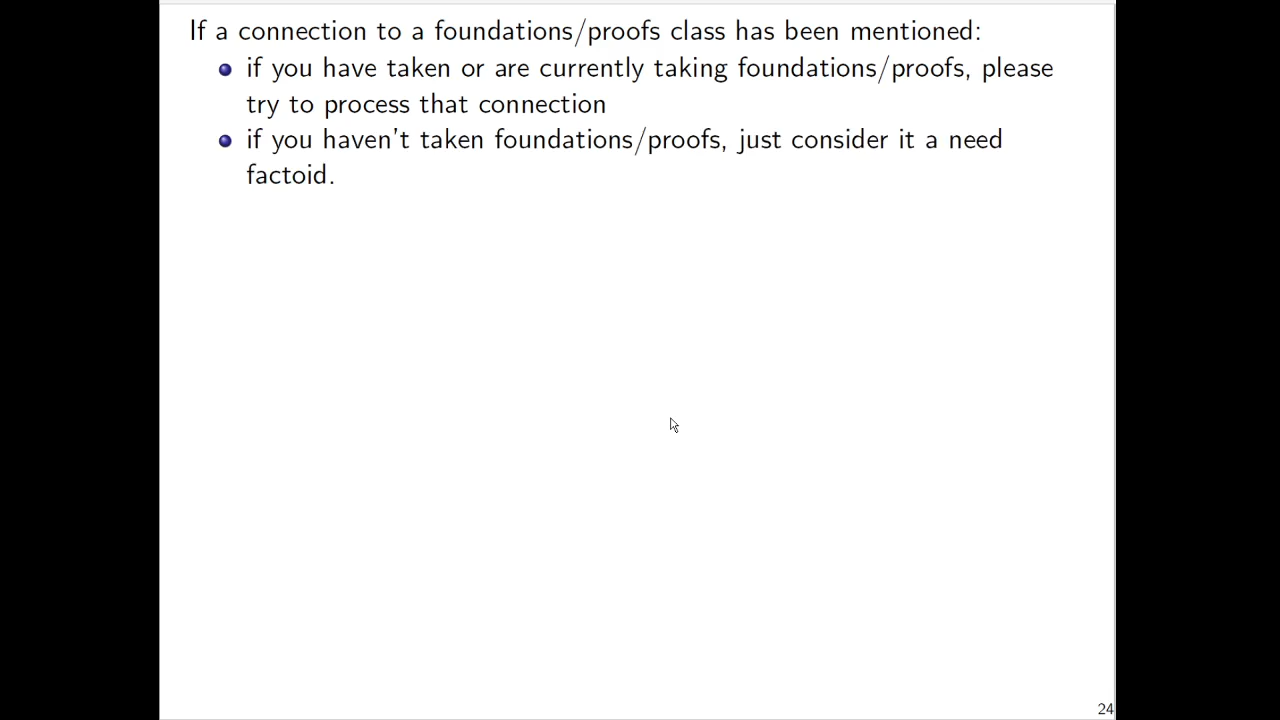 If a connection to a foundations/proofs class has been mentioned:
if you have taken or are currently taking foundations/proofs, please
try to process that connection
if you haven't taken foundations/proofs, just consider it a need
factoid.
24